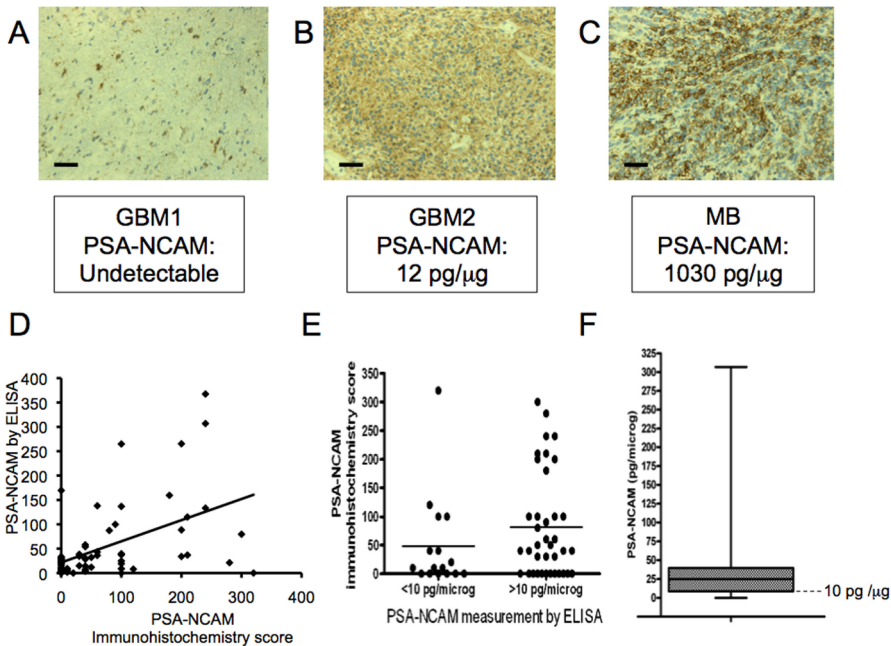 A
B
C
GBM1
PSA-NCAM:
Undetectable
GBM2
PSA-NCAM:
12 pg/μg
MB
PSA-NCAM:
1030 pg/μg
D
PSA-NCAM by ELISA
400
350
300
250
200
150
100
50
0
0 100 200 300 400
PSA-NCAM
Immunohistochemistry score
E
PSA-NCAM
immunohistochemistry score
350
300
250
200
150
100
50
0
<10 pg/microg >10 pg/microg
PSA-NCAM measurement by ELISA
F
PSA-NCAM (pg/microg)
325
300
275
250
225
200
175
150
125
100
75
50
25
0
10 pg /μg